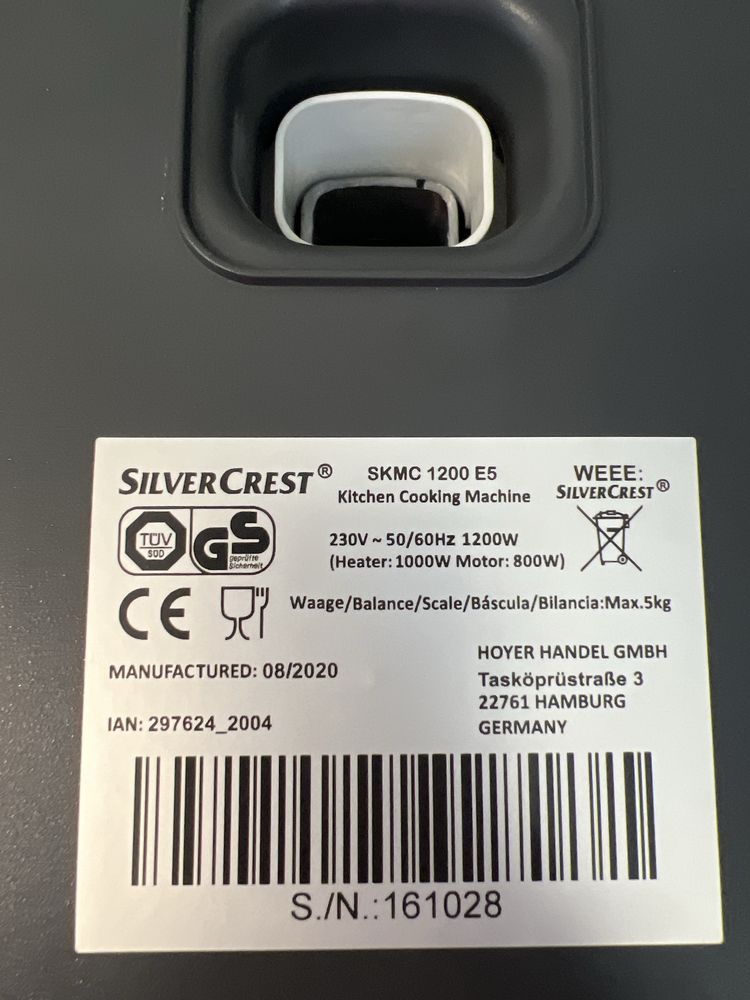 SILVERCREST®
SKMC 1200 E5
Kitchen Cooking Machine
WEEE:
SILVERCREST®
TÜV
SÜD
GS
geprüfte
Sicherheit
230V ~ 50/60Hz 1200W
(Heater: 1000W Motor: 800W)
CE
Waage/Balance/Scale/Báscula/Bilancia:Max.5kg
MANUFACTURED: 08/2020
HOYER HANDEL GMBH
Tasköprüstraße 3
22761 HAMBURG
GERMANY
IAN: 297624_2004
S./N.:161028